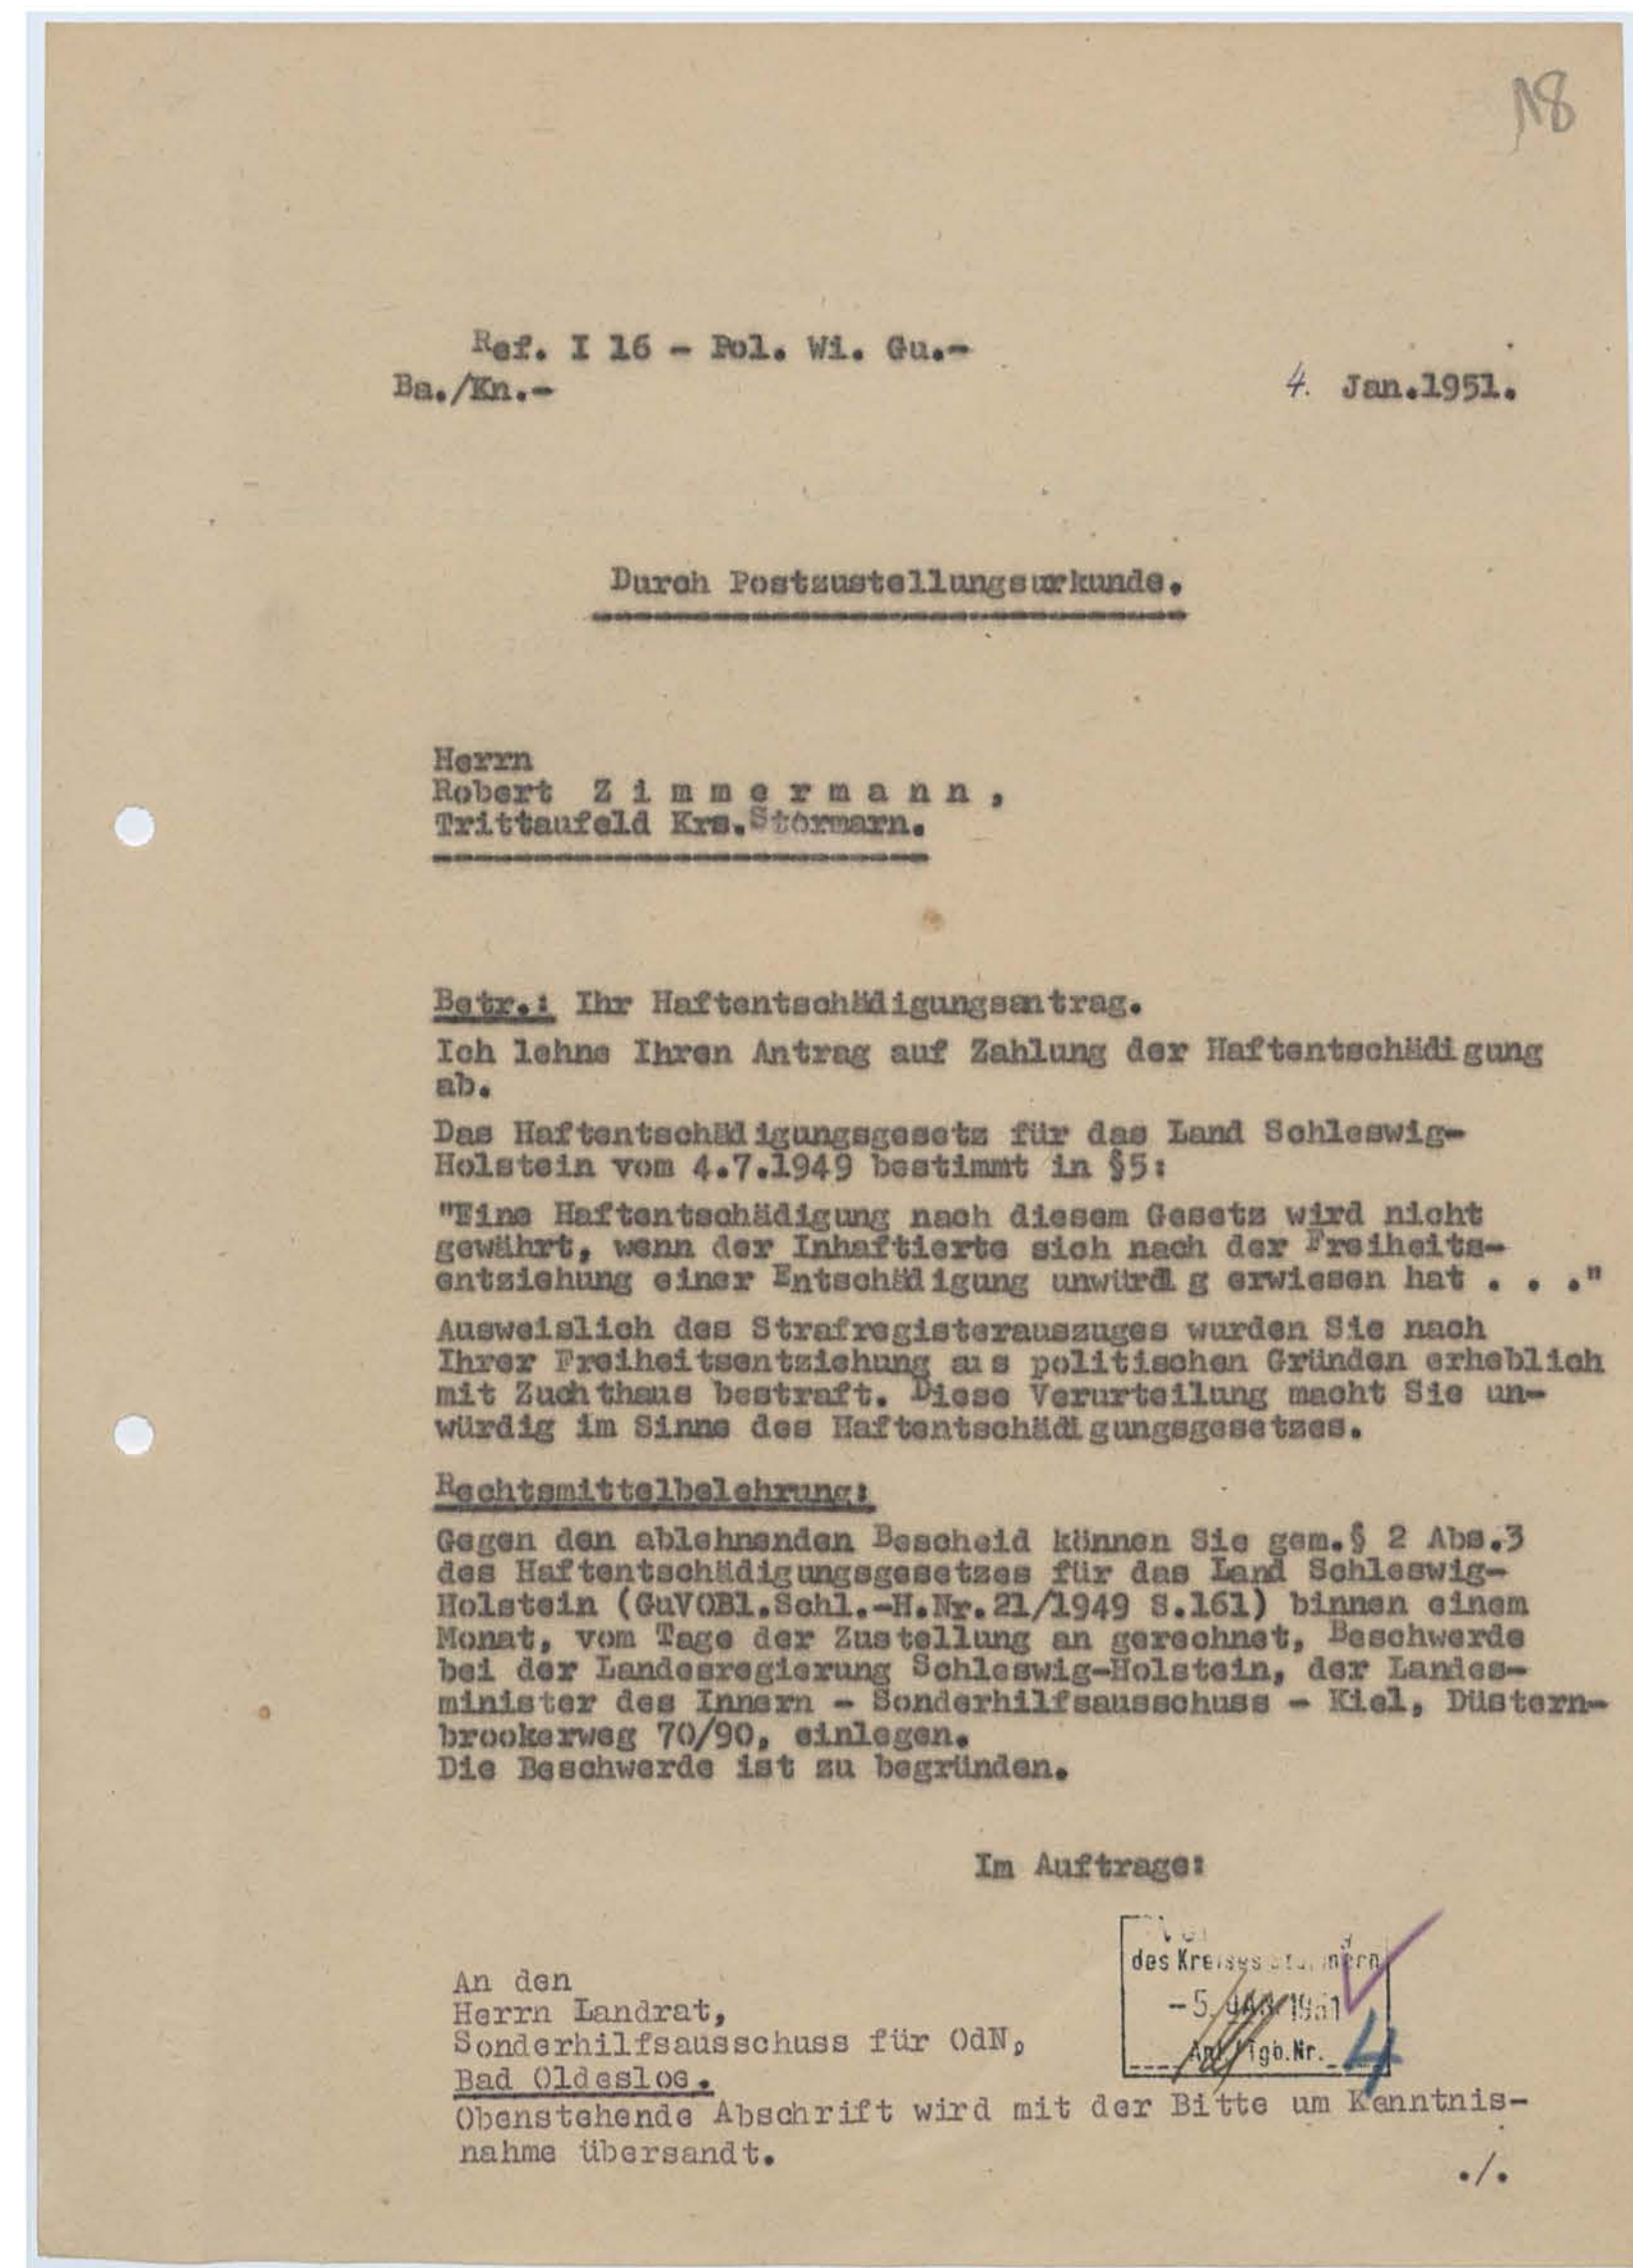 18
Ref. I 16 - Pol. Wi. Gu.-
Ba./Kn.-
4. Jan.1951.
Durch Postzustellungsurkunde.
Herrn
Robert Z i m m e r m a n n ,
Trittaufeld Krs.Stormarn.
Betr.: Ihr Haftentschädigungsantrag.
Ich lehne Ihren Antrag auf Zahlung der Haftentschädigung
ab.
Das Haftentschädigungsgesetz für das Land Schleswig-
Holstein vom 4.7.1949 bestimmt in §5:
"Eine Haftentschädigung nach diesem Gesetz wird nicht
gewährt, wenn der Inhaftierte sich nach der Freiheits-
entziehung einer Entschädigung unwürdig erwiesen hat . . ."
Ausweislich des Strafregisterauszuges wurden Sie nach
Ihrer Freiheitsentziehung aus politischen Gründen erheblich
mit Zuchthaus bestraft. Diese Verurteilung macht Sie un-
würdig im Sinne des Haftentschädigungsgesetzes.
Rechtsmittelbelehrung:
Gegen den ablehnenden Bescheid können Sie gem.§ 2 Abs.3
des Haftentschädigungsgesetzes für das Land Schleswig-
Holstein (GuVOBl.Schl.-H.Nr.21/1949 S.161) binnen einem
Monat, vom Tage der Zustellung an gerechnet, Beschwerde
bei der Landesregierung Schleswig-Holstein, der Landes-
minister des Innern - Sonderhilfsausschuss - Kiel, Düstern-
brookerweg 70/90, einlegen.
Die Beschwerde ist zu begründen.
Im Auftrage:
des Kreises Stormarn
- 5. JAN. 1951
Tgb.Nr. 4
An den
Herrn Landrat,
Sonderhilfsausschuss für OdN,
Bad Oldesloe.
Obenstehende Abschrift wird mit der Bitte um Kenntnis-
nahme übersandt.
./.